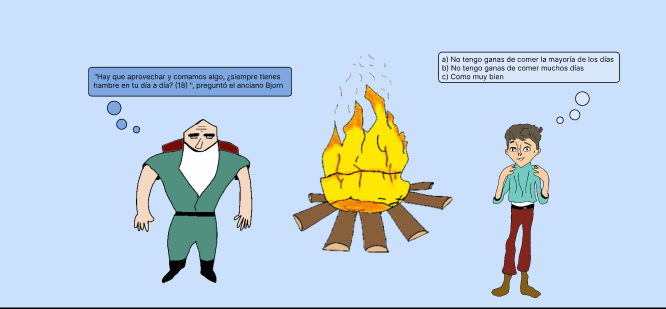 "Hay que aprovechar y comamos algo, ¿siempre tienes
hambre en tu día a día? (18) ", preguntó el anciano Bjorn
a) No tengo ganas de comer la mayoría de los días
b) No tengo ganas de comer muchos días
c) Como muy bien